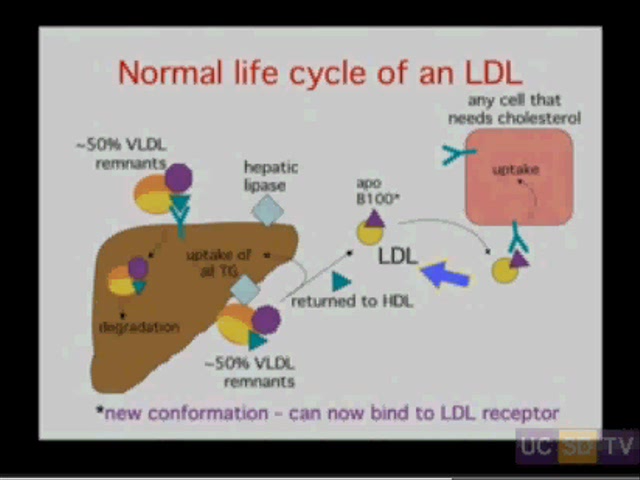 Normal life cycle of an LDL
any cell that
needs cholesterol
~50% VLDL
remnants
hepatic
lipase
apo
B100*
uptake
uptake of
all TG
LDL
returned to HDL
degradation
~50% VLDL
remnants
*new conformation - can now bind to LDL receptor
UC SD TV